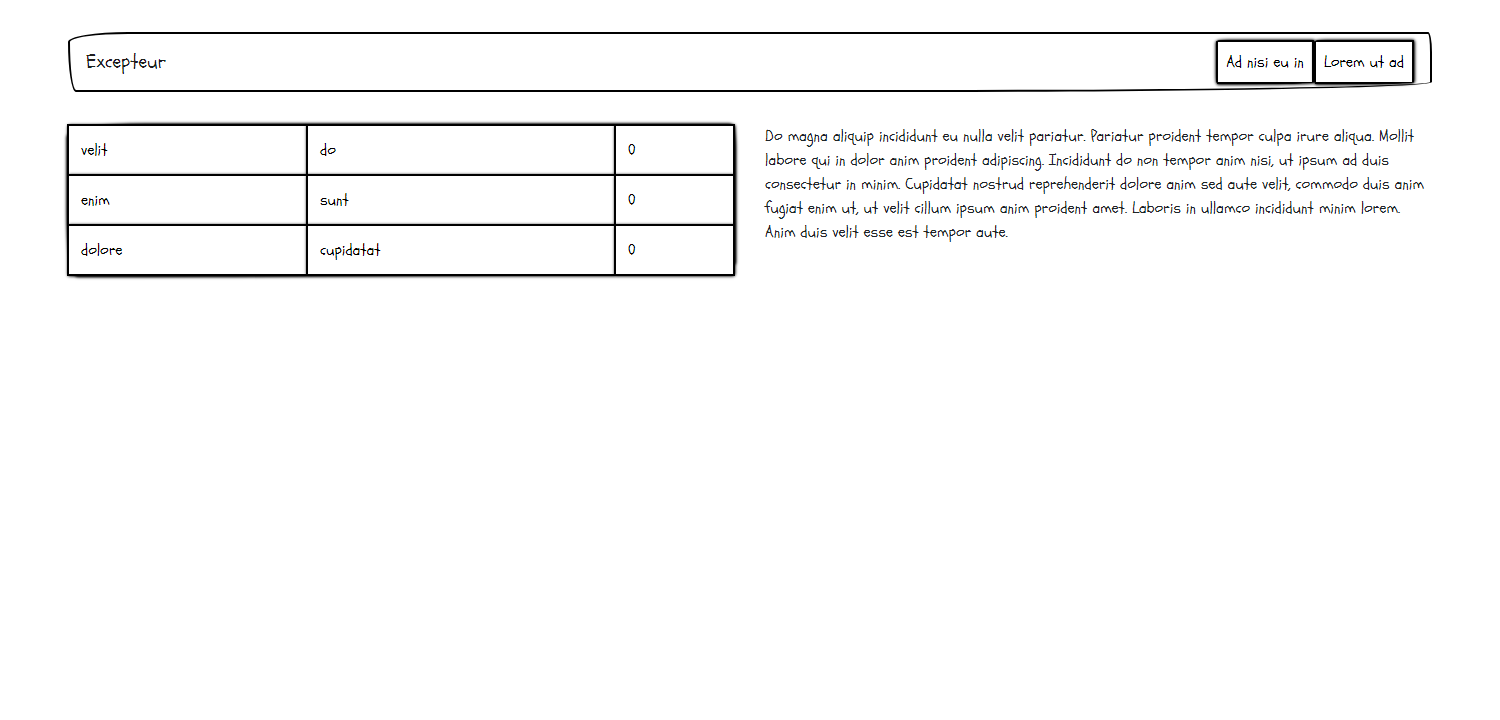 Excepteur
Ad nisi eu in
Lorem ut ad
velit do 0
enim sunt 0
dolore cupidatat 0
Do magna aliquip incididunt eu nulla velit pariatur. Pariatur proident tempor culpa irure aliqua. Mollit
labore qui in dolor anim proident adipiscing. Incididunt do non tempor anim nisi, ut ipsum ad duis
consectetur in minim. Cupidatat nostrud reprehenderit dolore anim sed aute velit, commodo duis anim
fugiat enim ut, ut velit cillum ipsum anim proident amet. Laboris in ullamco incididunt minim lorem.
Anim duis velit esse est tempor aute.